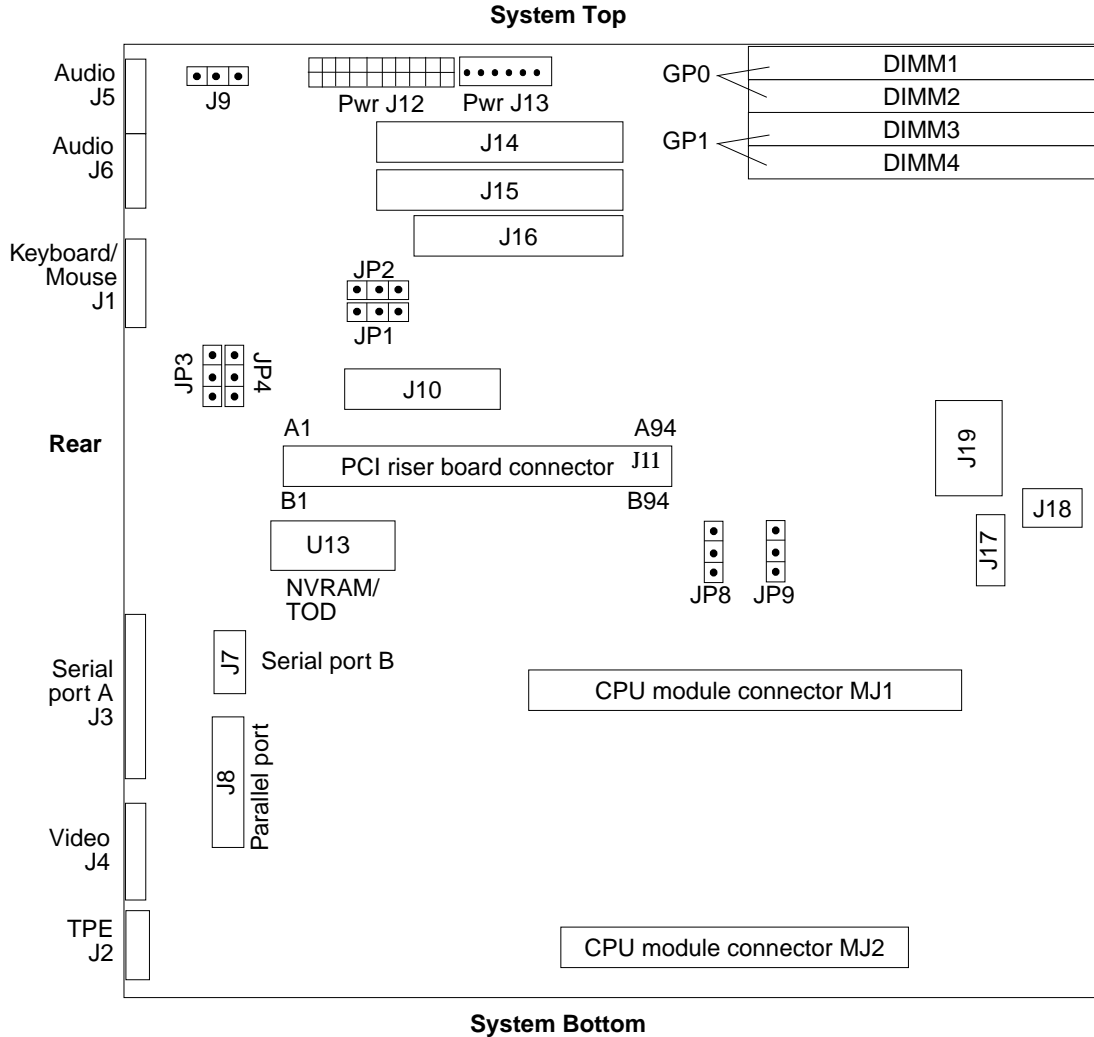 System Top
Audio
J5
J9
Pwr J12
Pwr J13
GP0
DIMM1
DIMM2
GP1
DIMM3
DIMM4
Audio
J6
J14
J15
J16
Keyboard/
Mouse
J1
JP2
JP1
JP3
JP4
J10
Rear
A1
A94
PCI riser board connector
J11
B1
B94
J19
J18
J17
U13
NVRAM/
TOD
JP8
JP9
Serial
port A
J3
J7
Serial port B
CPU module connector MJ1
J8
Parallel port
Video
J4
TPE
J2
CPU module connector MJ2
System Bottom